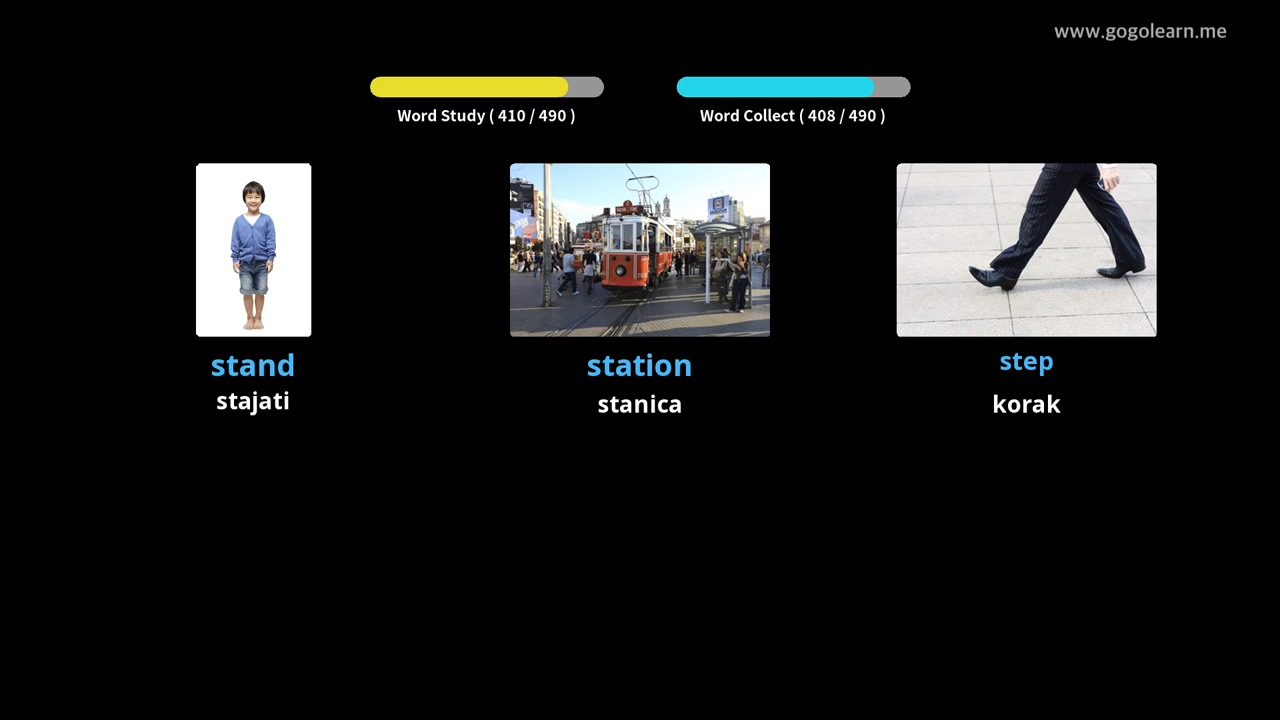 www.gogolearn.me
Word Study ( 410 / 490 )
Word Collect ( 408 / 490 )
stand
stajati
station
stanica
step
korak